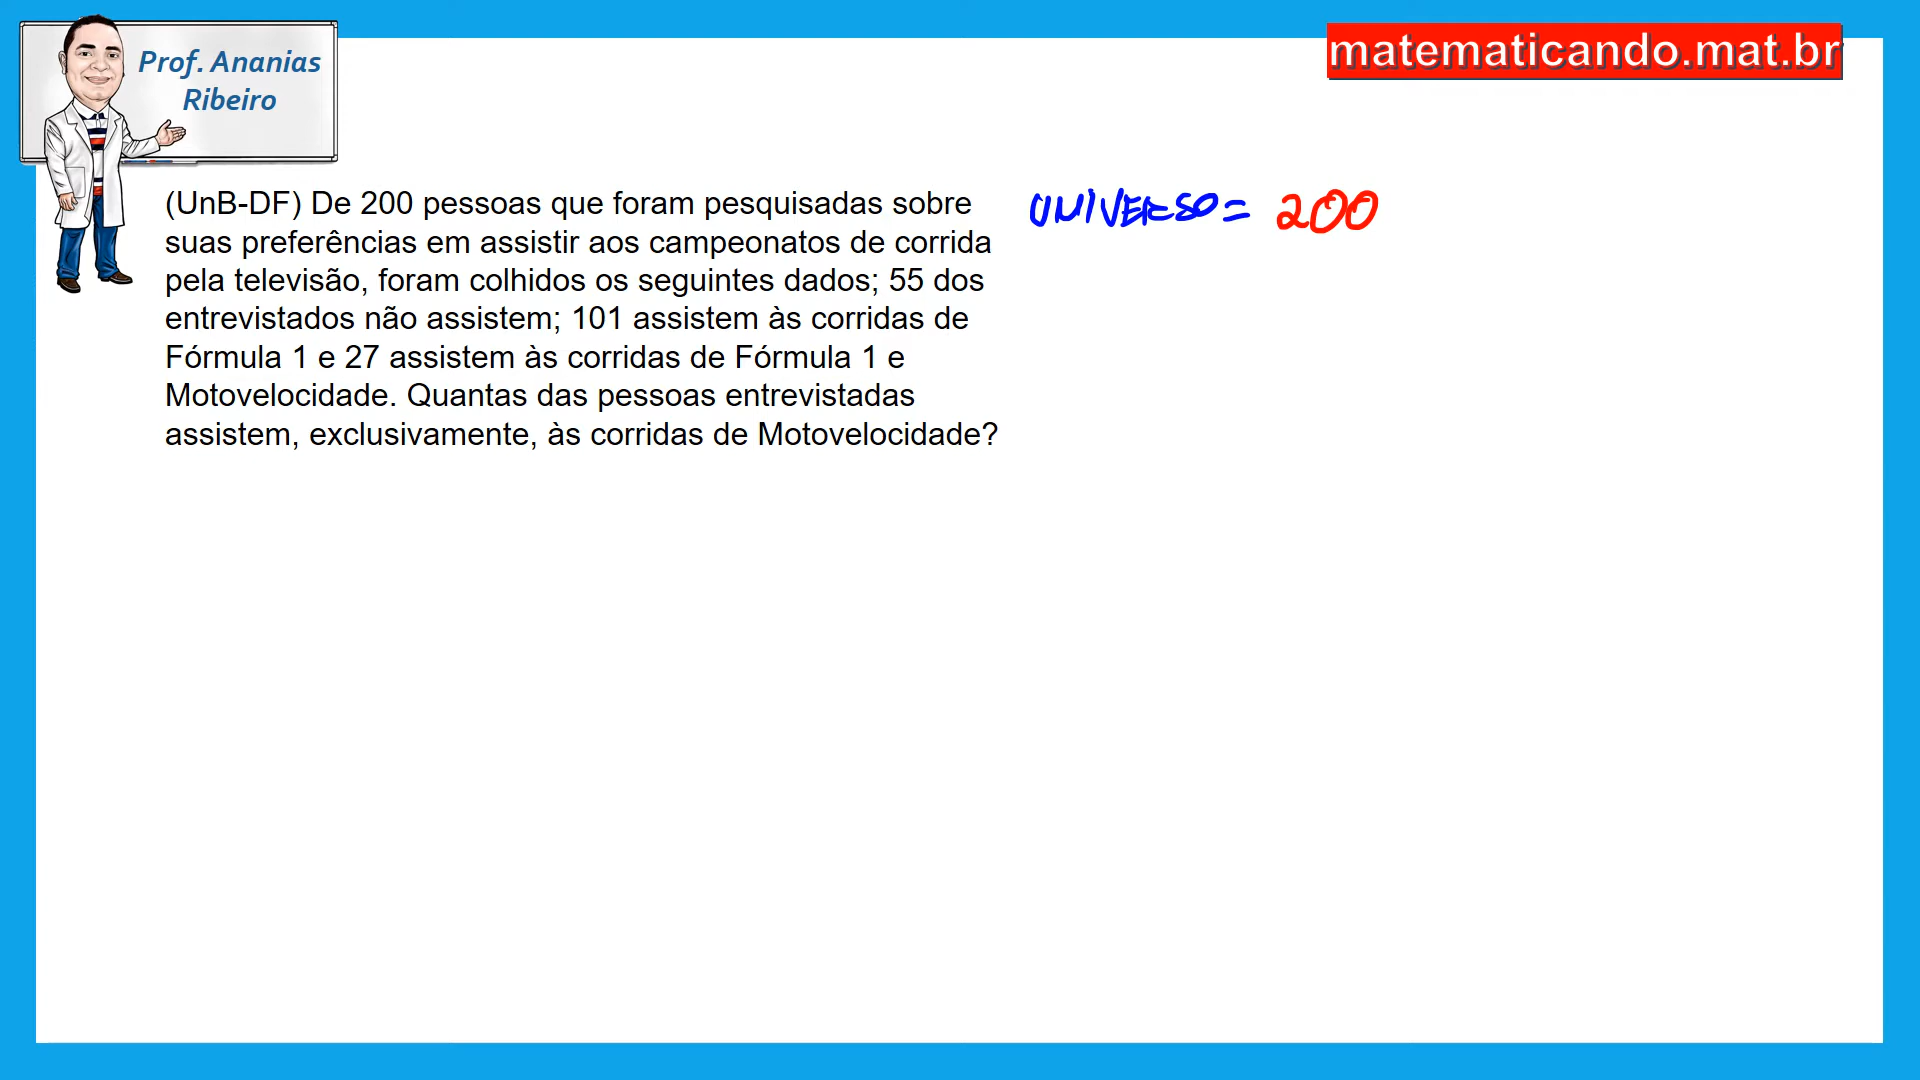 Prof. Ananias
Ribeiro
matematicando.mat.br
(UnB-DF) De 200 pessoas que foram pesquisadas sobre
suas preferências em assistir aos campeonatos de corrida
pela televisão, foram colhidos os seguintes dados; 55 dos
entrevistados não assistem; 101 assistem às corridas de
Fórmula 1 e 27 assistem às corridas de Fórmula 1 e
Motovelocidade. Quantas das pessoas entrevistadas
assistem, exclusivamente, às corridas de Motovelocidade?
UNIVERSO = 200